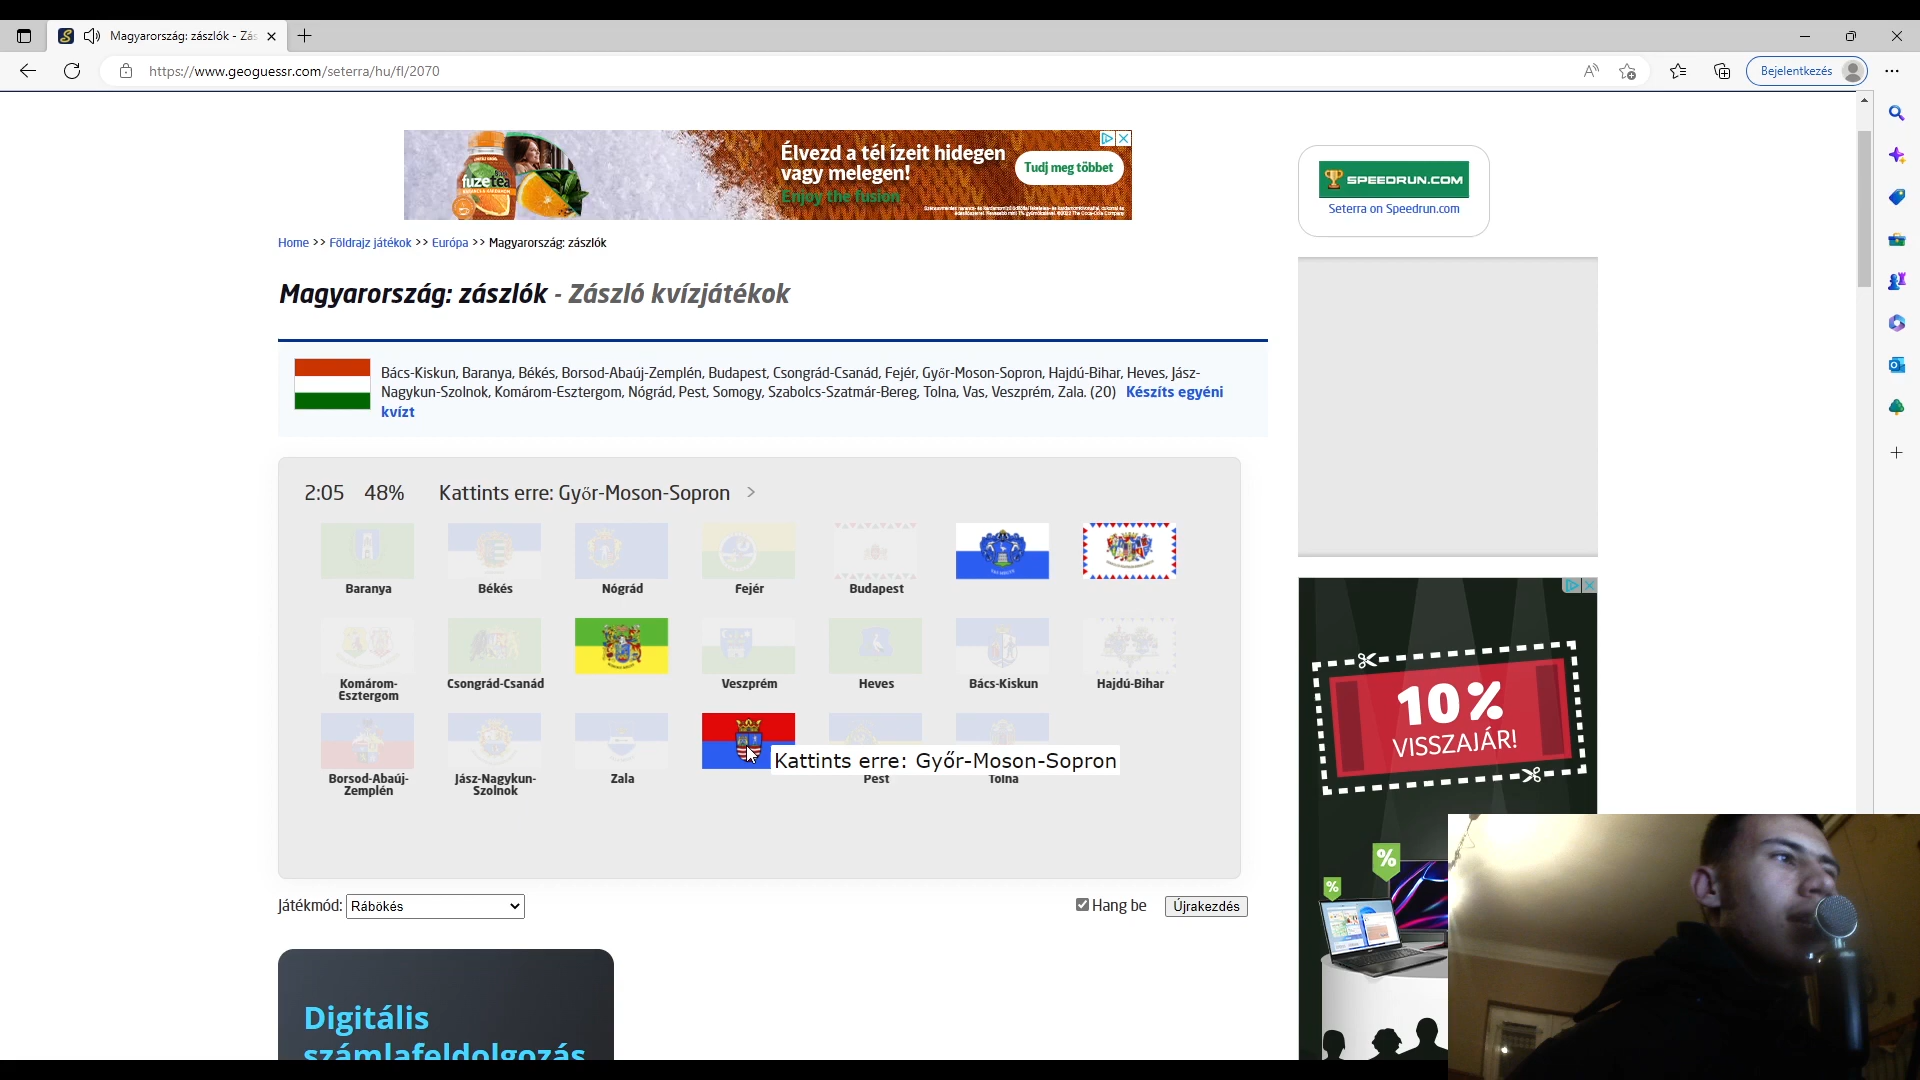 Magyarország: zászlók - Zás
https://www.geoguessr.com/seterra/hu/fl/2070
Bejelentkezés
fuzetea
Élvezd a tél ízeit hidegen
vagy melegen!
Enjoy the fusion
Tudj meg többet
SPEEDRUN.COM
Seterra on Speedrun.com
Home >> Földrajz játékok >> Európa >> Magyarország: zászlók
Magyarország: zászlók - Zászló kvízjátékok
Bács-Kiskun, Baranya, Békés, Borsod-Abaúj-Zemplén, Budapest, Csongrád-Csanád, Fejér, Győr-Moson-Sopron, Hajdú-Bihar, Heves, Jász-
Nagykun-Szolnok, Komárom-Esztergom, Nógrád, Pest, Somogy, Szabolcs-Szatmár-Bereg, Tolna, Vas, Veszprém, Zala. (20) Készíts egyéni
kvízt
2:05 48% Kattints erre: Győr-Moson-Sopron >
Baranya Békés Nógrád Fejér Budapest
Komárom-
Esztergom
Csongrád-Csanád Veszprém Heves Bács-Kiskun Hajdú-Bihar
Kattints erre: Győr-Moson-Sopron
Borsod-Abaúj-
Zemplén
Jász-Nagykun-
Szolnok
Zala Pest Tolna
10%
VISSZAJÁR!
%
%
Játékmód: Rábökés
Hang be
Újrakezdés
Digitális
számlafeldolgozás